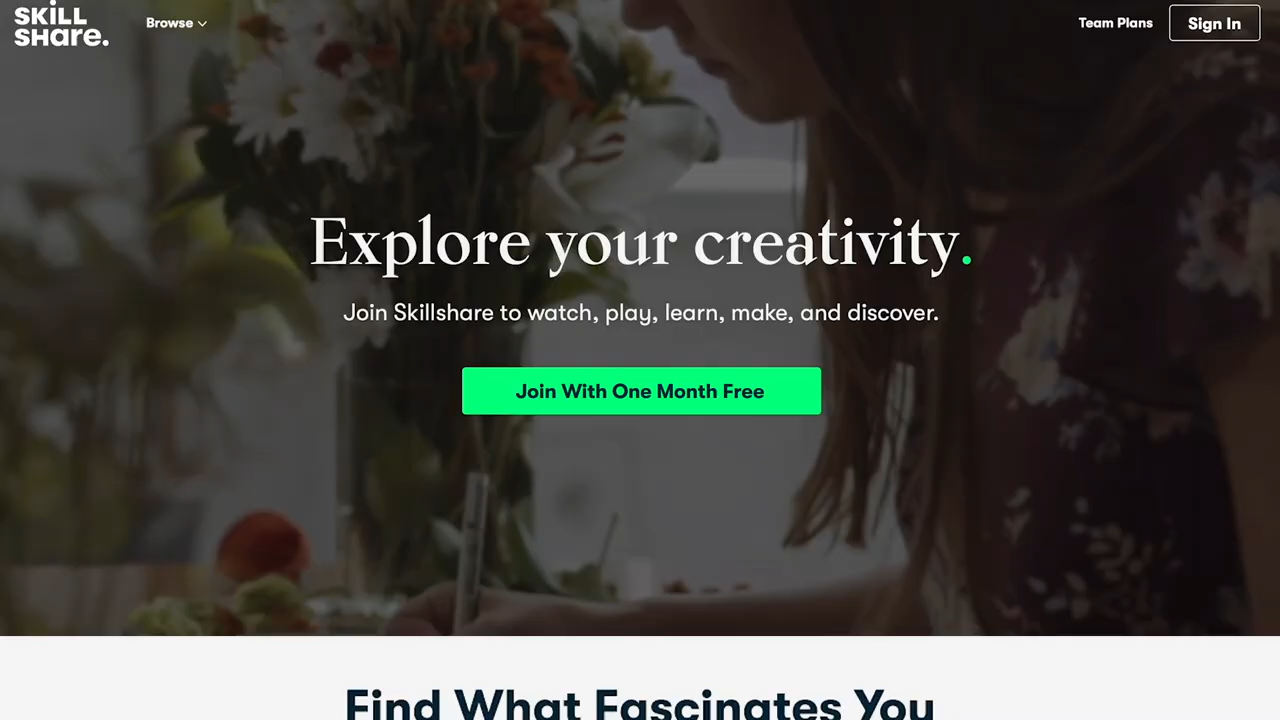 SKiLL
SHare.
Browse
Team Plans
Sign In
Explore your creativity.
Join Skillshare to watch, play, learn, make, and discover.
Join With One Month Free
Find What Fascinates You